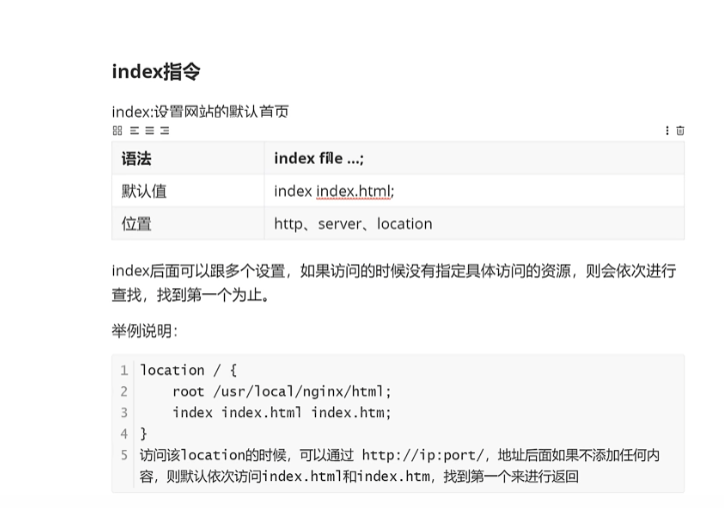 index指令
index:设置网站的默认首页
语法 index file ...;
默认值 index index.html;
位置 http、server、location
index后面可以跟多个设置，如果访问的时候没有指定具体访问的资源，则会依次进行
查找，找到第一个为止。
举例说明：
1 location / {
2     root /usr/local/nginx/html;
3     index index.html index.htm;
4 }
5 访问该location的时候，可以通过 http://ip:port/，地址后面如果不添加任何内
容，则默认依次访问index.html和index.htm，找到第一个来进行返回